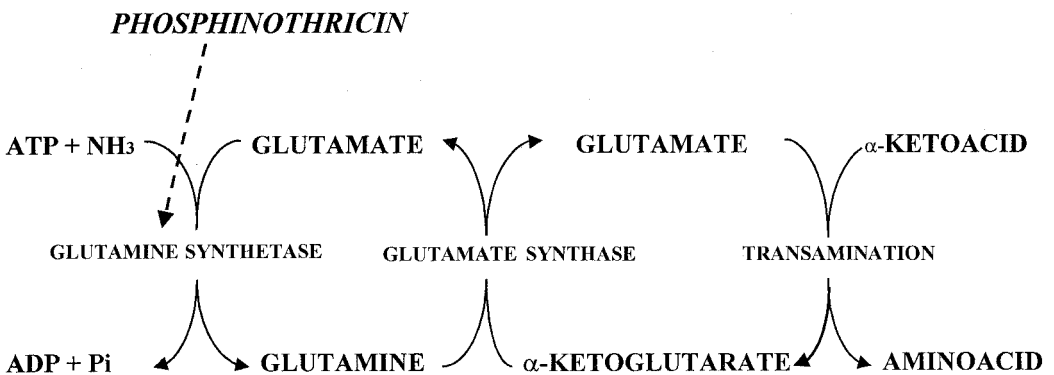 PHOSPHINOTHRICIN
ATP + NH3 GLUTAMATE GLUTAMATE α-KETOACID
GLUTAMINE SYNTHETASE GLUTAMATE SYNTHASE TRANSAMINATION
ADP + Pi GLUTAMINE α-KETOGLUTARATE AMINOACID